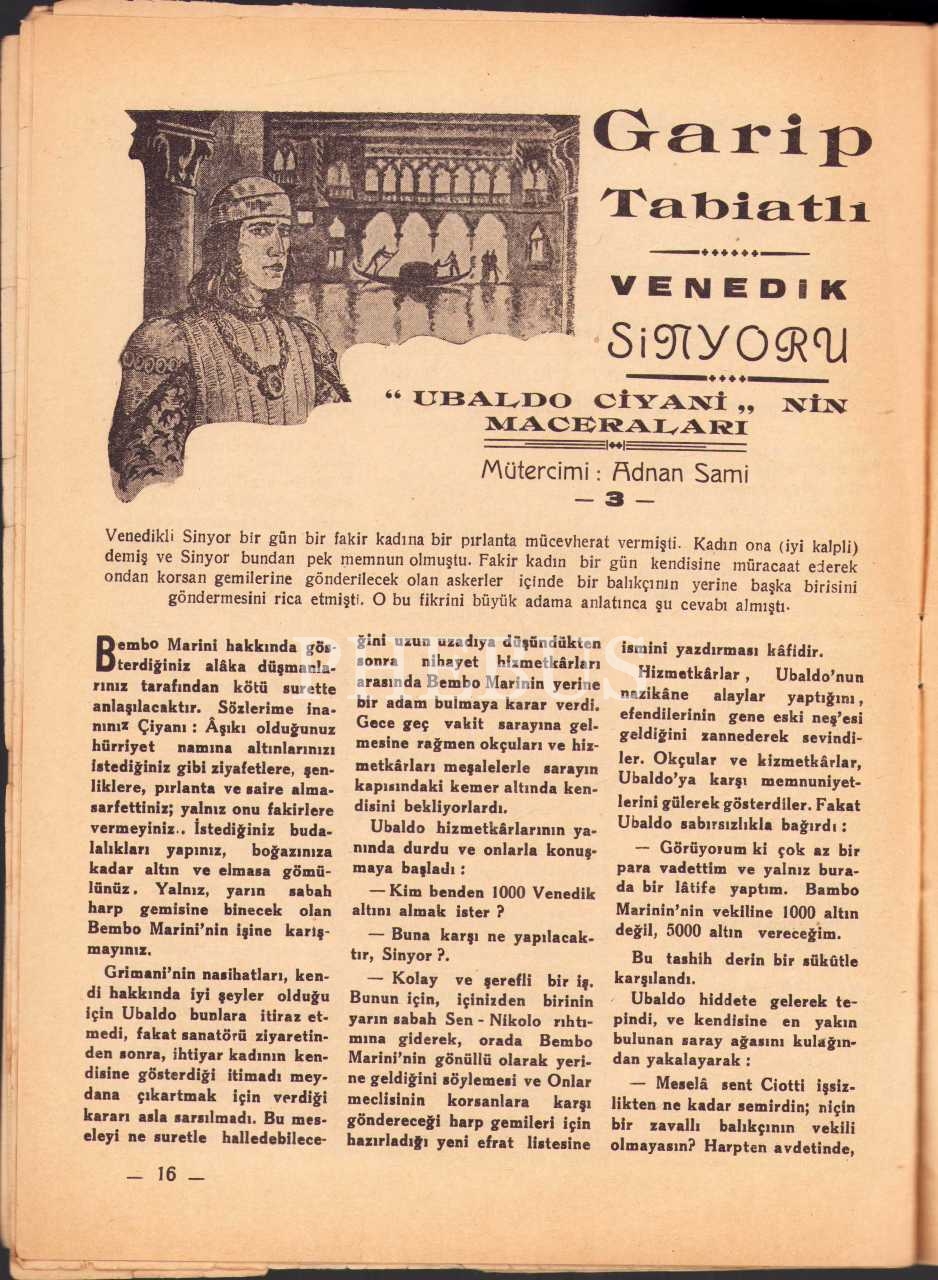 Garip
Tabiatlı
VENEDİK
SiNYORU
“ UBALDO CİYANİ „ NİN
MACERALARI
Mütercimi : Adnan Sami
— 3 —
Venedikli Sinyor bir gün bir fakir kadına bir pırlanta mücevherat vermişti. Kadın ona (iyi kalpli)
demiş ve Sinyor bundan pek memnun olmuştu. Fakir kadın bir gün kendisine müracaat ederek
ondan korsan gemilerine gönderilecek olan askerler içinde bir balıkçının yerine başka birisini
göndermesini rica etmişti. O bu fikrini büyük adama anlatınca şu cevabı almıştı.
Bembo Marini hakkında gös-
terdiğiniz alâka düşmanla-
rınız tarafından kötü surette
anlaşılacaktır. Sözlerime ina-
nınız Çiyanı : Âşıkı olduğunuz
hürriyet namına altınlarınızı
istediğiniz gibi ziyafetlere, şen-
liklere, pırlanta ve saire alma-
sarfettiniz; yalnız onu fakirlere
vermeyiniz.. İstediğiniz buda-
lalıkları yapınız, boğazınıza
kadar altın ve elmasa gömü-
lünüz. Yalnız, yarın sabah
harp gemisine binecek olan
Bembo Marini’nin işine karış-
mayınız.
Grimani’nin nasihatları, ken-
di hakkında iyi şeyler olduğu
için Ubaldo bunlara itiraz et-
medi, fakat sanatörü ziyaretin-
den sonra, ihtiyar kadının ken-
disine gösterdiği itimadı mey-
dana çıkartmak için verdiği
kararı asla sarsılmadı. Bu mes-
eleyi ne suretle halledebilece-
ğini uzun uzadıya düşündükten
sonra nihayet hizmetkârları
arasında Bembo Marinin yerine
bir adam bulmaya karar verdi.
Gece geç vakit sarayına gel-
mesine rağmen okçuları ve hiz-
metkârları meşalelerle sarayın
kapısındaki kemer altında ken-
disini bekliyorlardı.
Ubaldo hizmetkârlarının ya-
nında durdu ve onlarla konuş-
maya başladı :
— Kim benden 1000 Venedik
altını almak ister ?
— Buna karşı ne yapılacak-
tır, Sinyor ?.
— Kolay ve şerefli bir iş.
Bunun için, içinizden birinin
yarın sabah Sen - Nikolo rıhtı-
mına giderek, orada Bembo
Marini’nin gönüllü olarak yeri-
ne geldiğini söylemesi ve Onlar
meclisinin korsanlara karşı
göndereceği harp gemileri için
hazırladığı yeni efrat listesine
ismini yazdırması kâfidir.
Hizmetkârlar , Ubaldo’nun
nazikâne alaylar yaptığını,
efendilerinin gene eski neş’esi
geldiğini zannederek sevindi-
ler. Okçular ve kizmetkârlar,
Ubaldo’ya karşı memnuniyet-
lerini gülerek gösterdiler. Fakat
Ubaldo sabırsızlıkla bağırdı :
— Görüyorum ki çok az bir
para vadettim ve yalnız bura-
da bir lâtife yaptım. Bambo
Marinin’nin vekiline 1000 altın
değil, 5000 altın vereceğim.
Bu tashih derin bir sükûtle
karşılandı.
Ubaldo hiddete gelerek te-
pindi, ve kendisine en yakın
bulunan saray ağasını kulağın-
dan yakalayarak :
— Meselâ sent Ciotti işsiz-
likten ne kadar semirdin; niçin
bir zavallı balıkçının vekili
olmayasın? Harpten avdetinde,
— 16 —